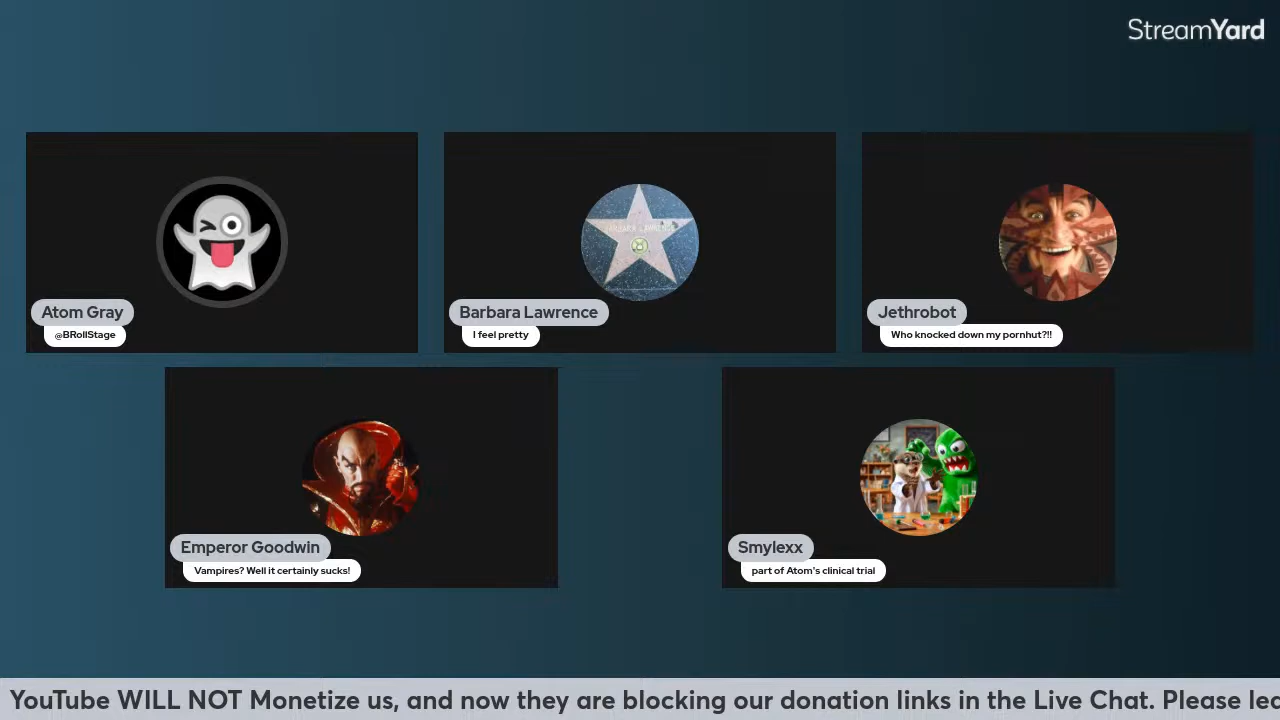 StreamYard
BARBARA LAWRENCE
Atom Gray
@BRollStage
Barbara Lawrence
I feel pretty
Jethrobot
Who knocked down my pornhut?!!
Emperor Goodwin
Vampires? Well it certainly sucks!
Smylexx
part of Atom's clinical trial
YouTube WILL NOT Monetize us, and now they are blocking our donation links in the Live Chat. Please